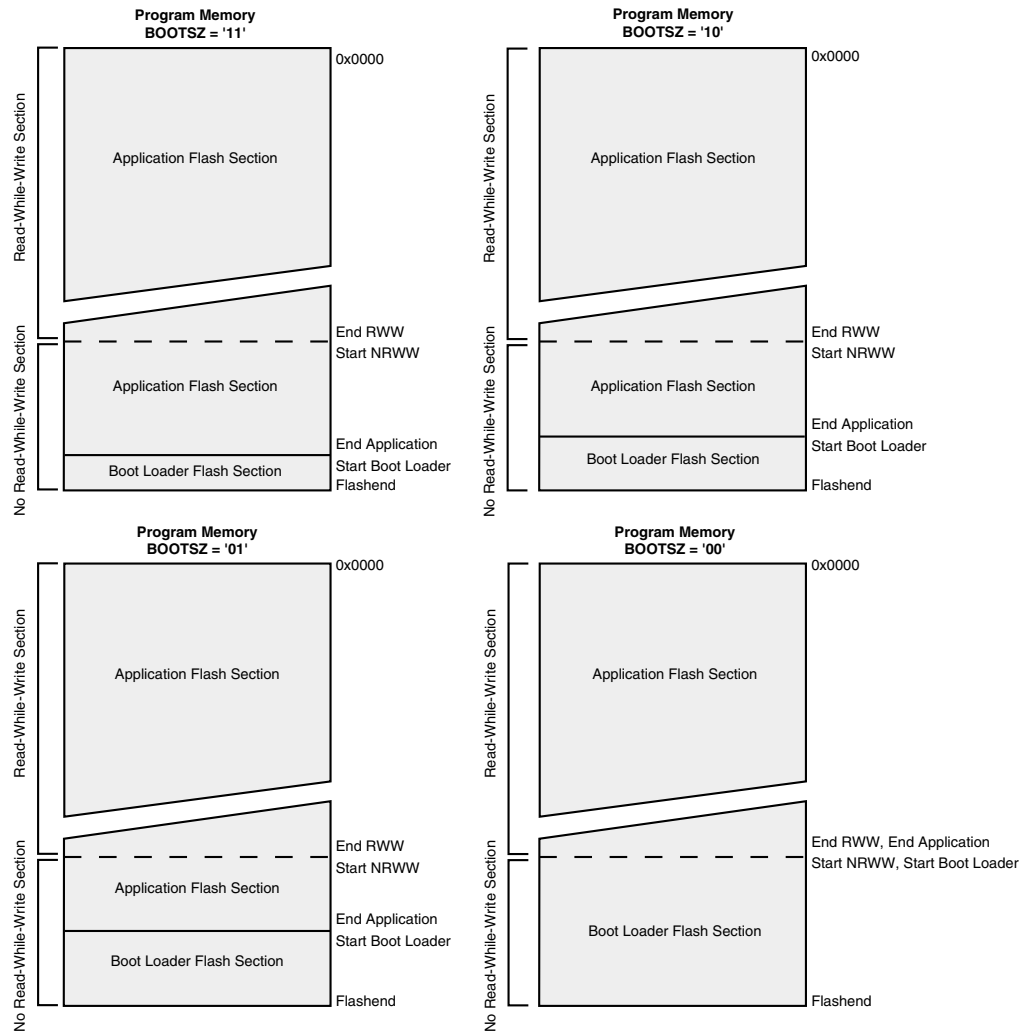 Program Memory
BOOTSZ = '11'
0x0000
Read-While-Write Section
Application Flash Section
End RWW
Start NRWW
No Read-While-Write Section
Application Flash Section
End Application
Start Boot Loader
Boot Loader Flash Section
Flashend
Program Memory
BOOTSZ = '10'
0x0000
Read-While-Write Section
Application Flash Section
End RWW
Start NRWW
No Read-While-Write Section
Application Flash Section
End Application
Start Boot Loader
Boot Loader Flash Section
Flashend
Program Memory
BOOTSZ = '01'
0x0000
Read-While-Write Section
Application Flash Section
End RWW
Start NRWW
No Read-While-Write Section
Application Flash Section
End Application
Start Boot Loader
Boot Loader Flash Section
Flashend
Program Memory
BOOTSZ = '00'
0x0000
Read-While-Write Section
Application Flash Section
End RWW, End Application
Start NRWW, Start Boot Loader
No Read-While-Write Section
Boot Loader Flash Section
Flashend